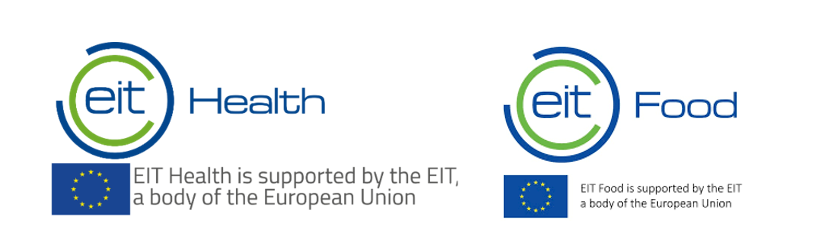 eit Health
EIT Health is supported by the EIT,
a body of the European Union
eit Food
EIT Food is supported by the EIT
a body of the European Union